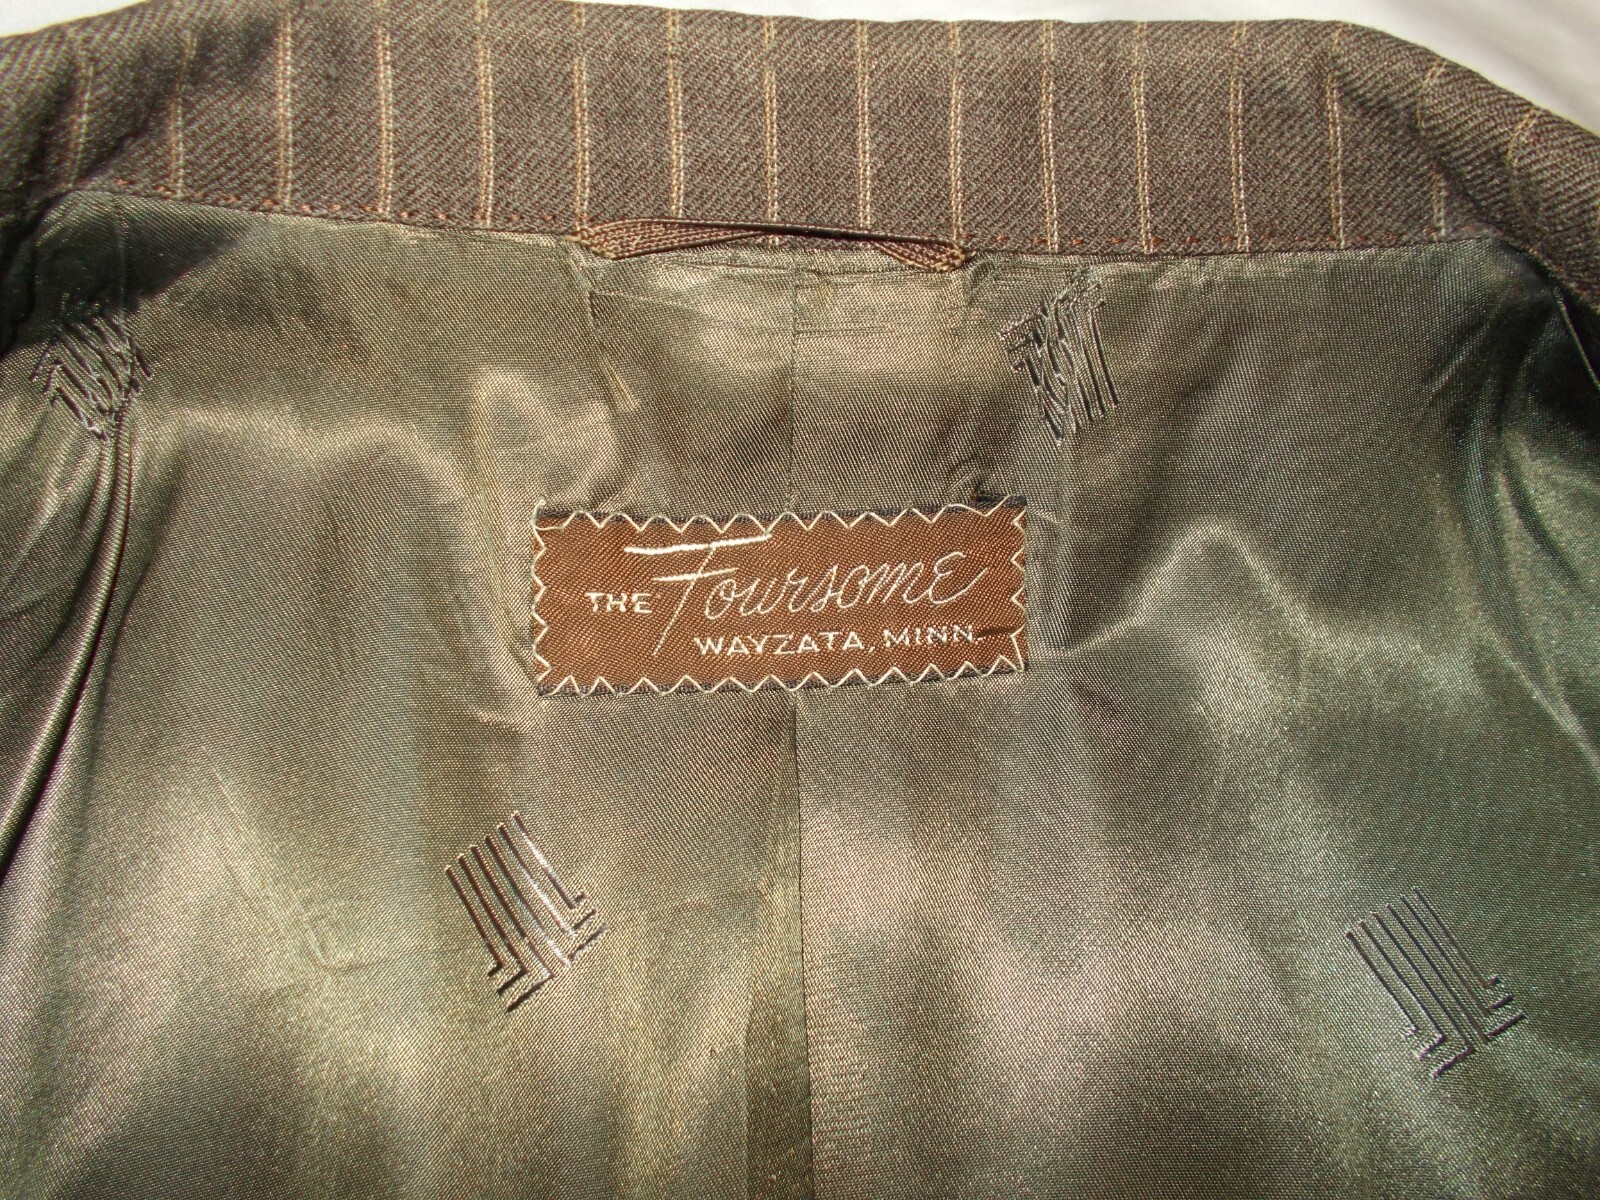 THE Foursome
WAYZATA, MINN.